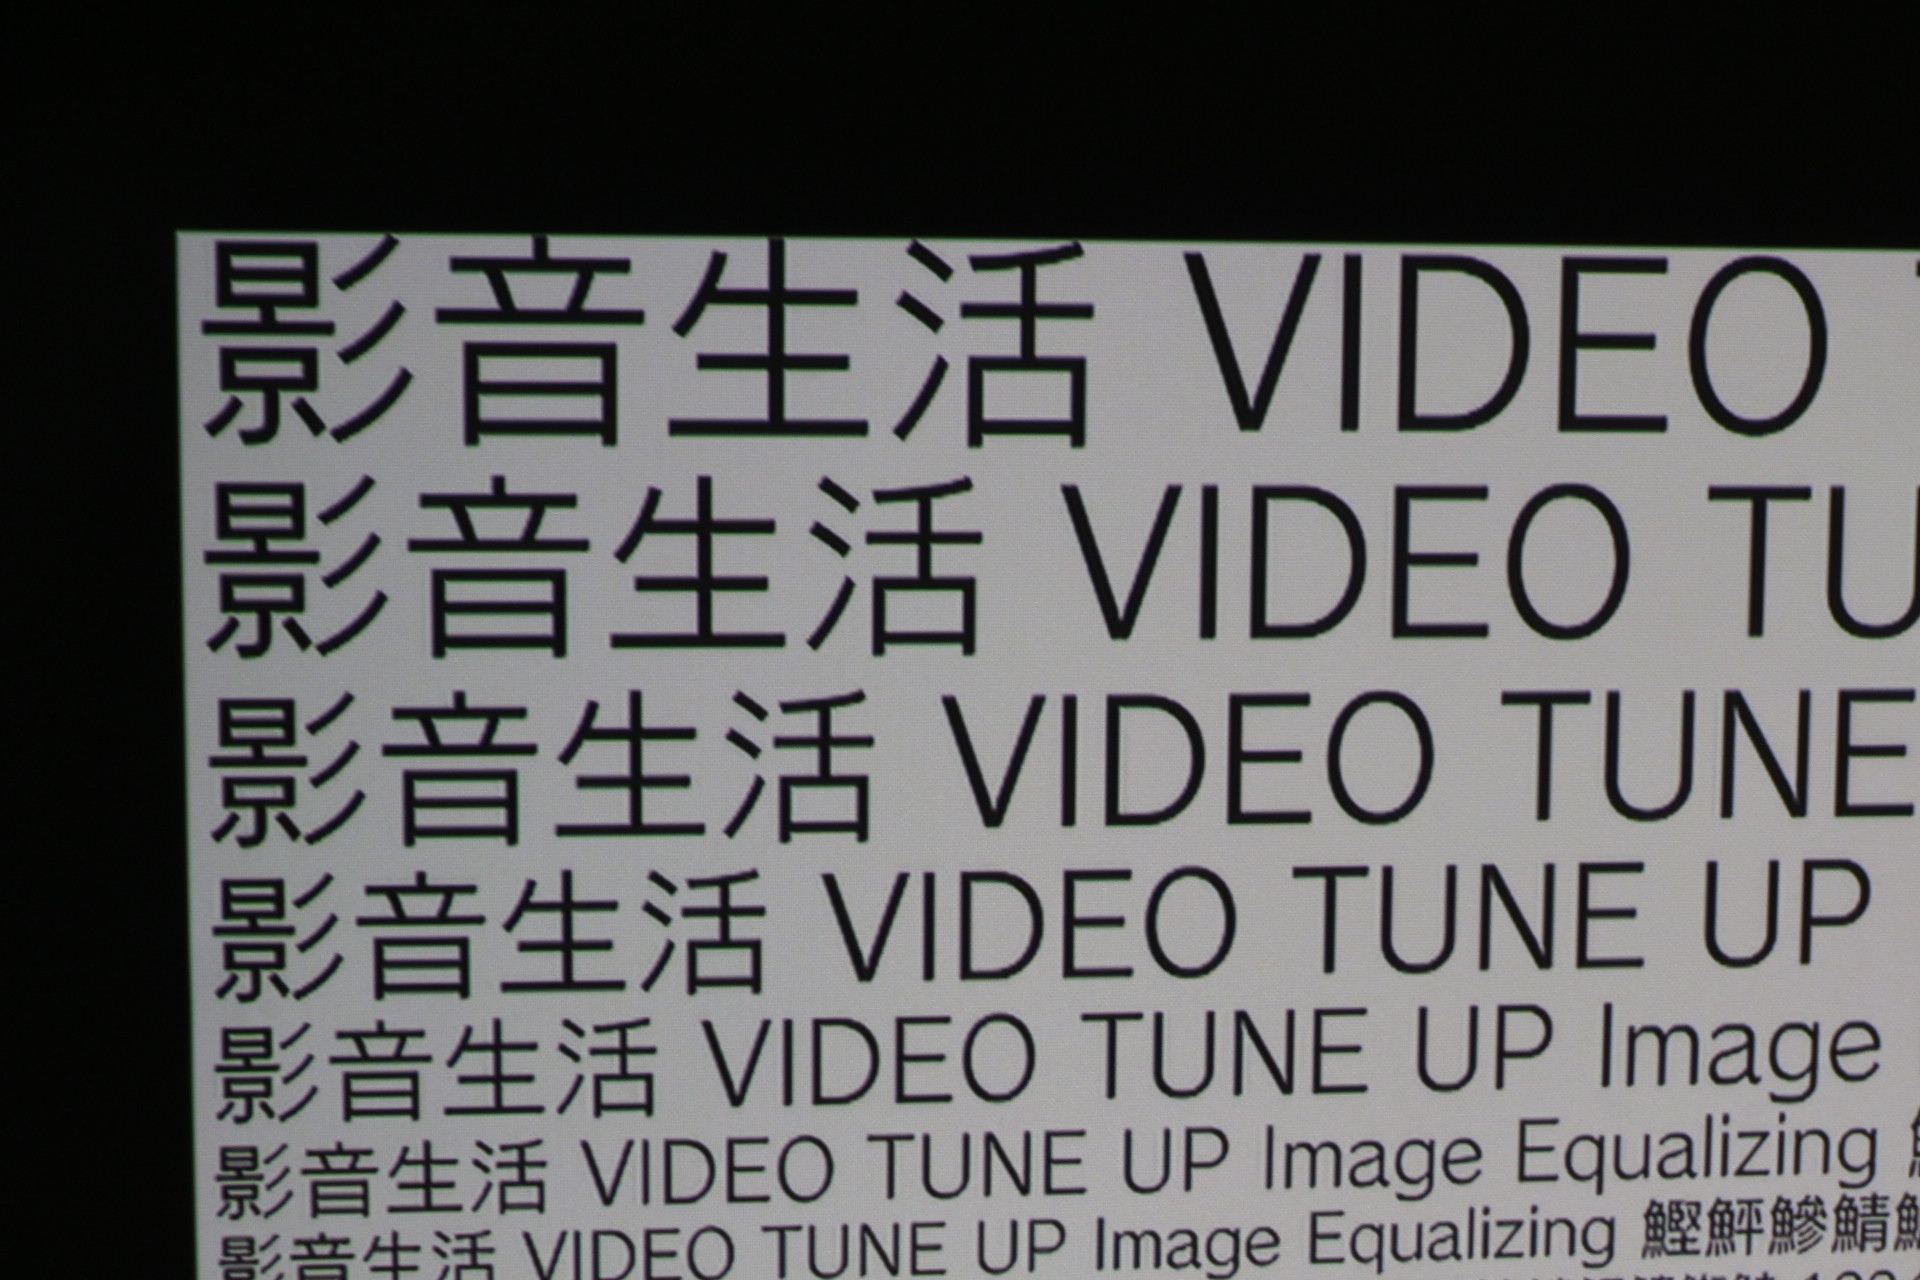 影音生活 VIDEO
影音生活 VIDEO TU
影音生活 VIDEO TUNE
影音生活 VIDEO TUNE UP
影音生活 VIDEO TUNE UP Image
影音生活 VIDEO TUNE UP Image Equalizing
影音生活 VIDEO TUNE UP Image Equalizing 鰹鮃鰺鯖